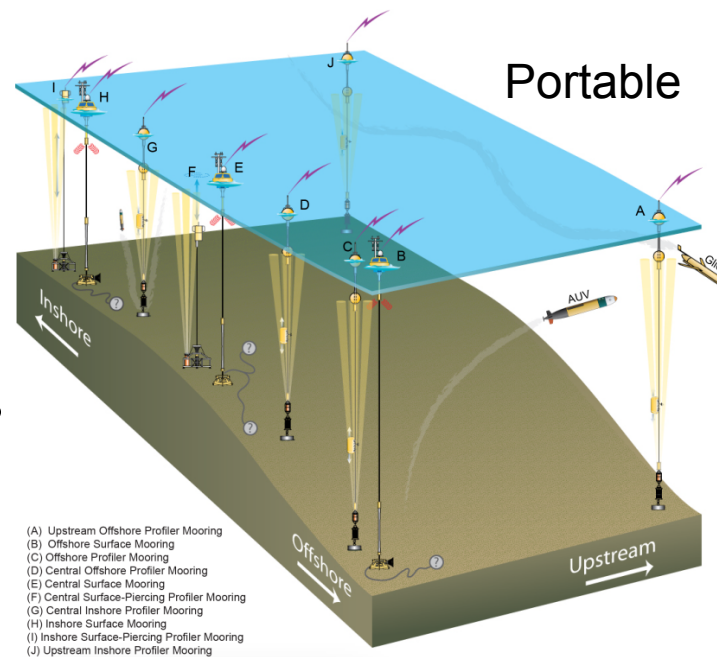 Portable
J
I
H
G
F
E
D
C
B
A
AUV
?
?
?
?
Inshore
Offshore
Upstream
(A) Upstream Offshore Profiler Mooring
(B) Offshore Surface Mooring
(C) Offshore Profiler Mooring
(D) Central Offshore Profiler Mooring
(E) Central Surface Mooring
(F) Central Surface-Piercing Profiler Mooring
(G) Central Inshore Profiler Mooring
(H) Inshore Surface Mooring
(I) Inshore Surface-Piercing Profiler Mooring
(J) Upstream Inshore Profiler Mooring